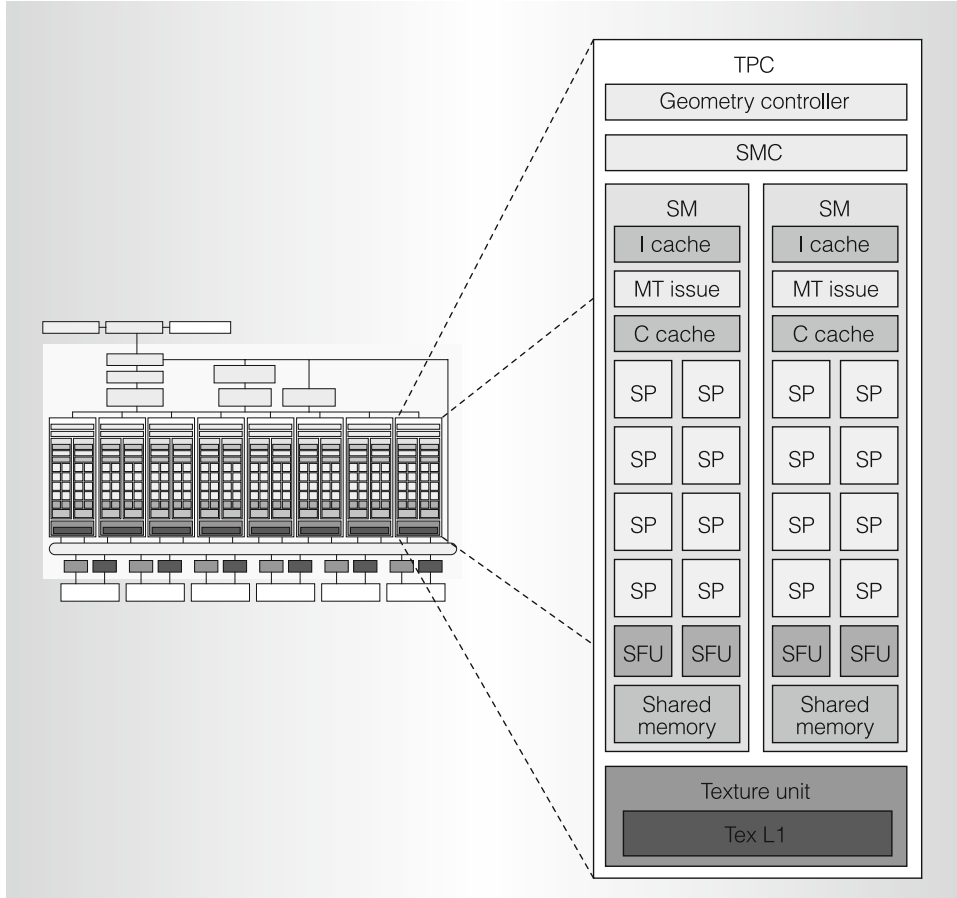 TPC
Geometry controller
SMC
SM
I cache
MT issue
C cache
SP SP
SP SP
SP SP
SP SP
SFU SFU
Shared
memory
SM
I cache
MT issue
C cache
SP SP
SP SP
SP SP
SP SP
SFU SFU
Shared
memory
Texture unit
Tex L1